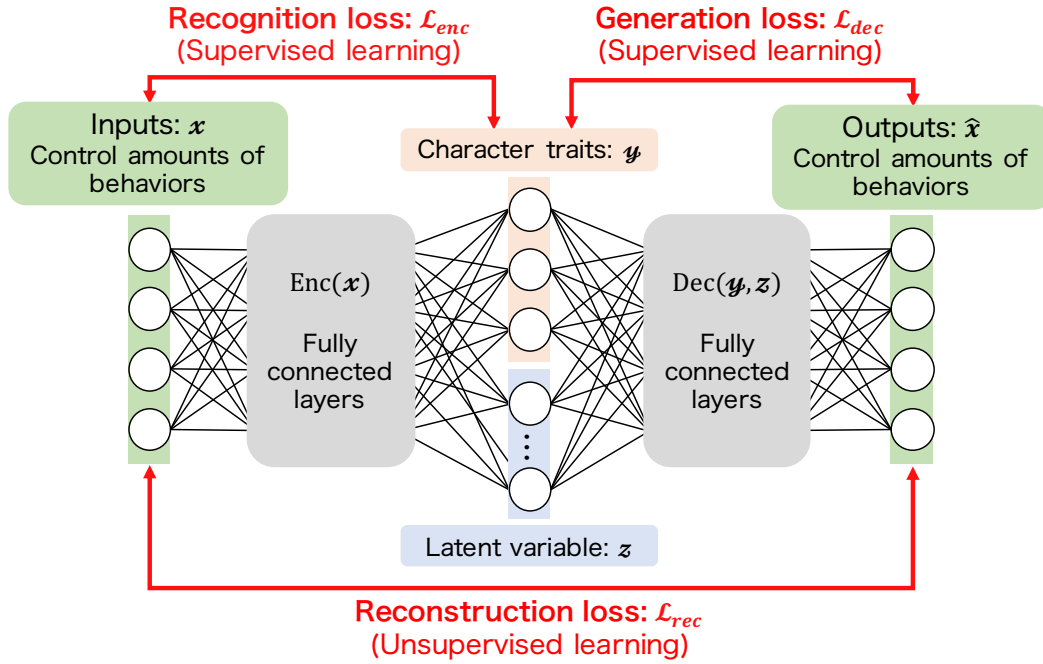 Recognition loss: ℒ_enc
(Supervised learning)
Generation loss: ℒ_dec
(Supervised learning)
Inputs: 𝒙
Control amounts of
behaviors
Character traits: 𝒚
Outputs: 𝒙̂
Control amounts of
behaviors
Enc(𝒙)
Fully
connected
layers
Dec(𝒚,𝒛)
Fully
connected
layers
⋮
Latent variable: 𝒛
Reconstruction loss: ℒ_rec
(Unsupervised learning)